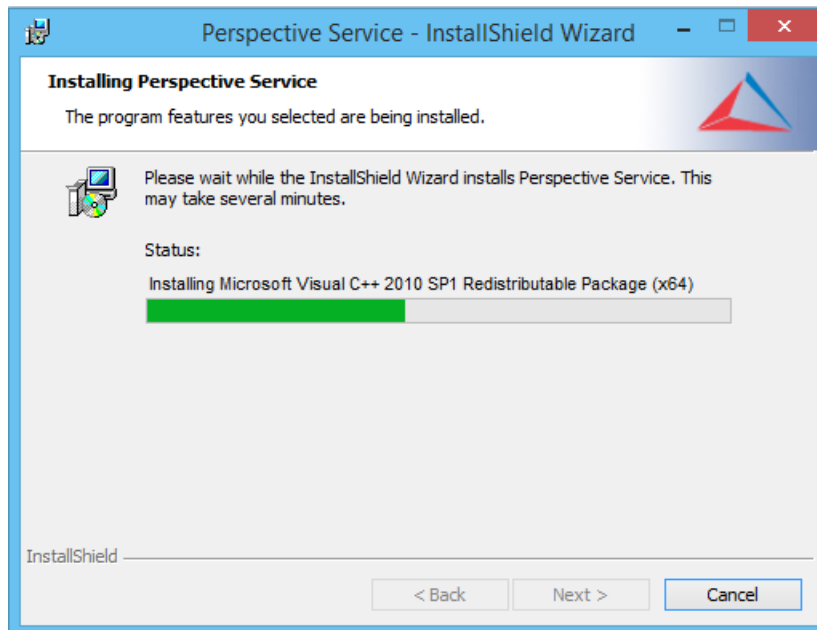 Perspective Service - InstallShield Wizard
Installing Perspective Service
The program features you selected are being installed.
Please wait while the InstallShield Wizard installs Perspective Service. This
may take several minutes.
Status:
Installing Microsoft Visual C++ 2010 SP1 Redistributable Package (x64)
InstallShield
< Back Next > Cancel